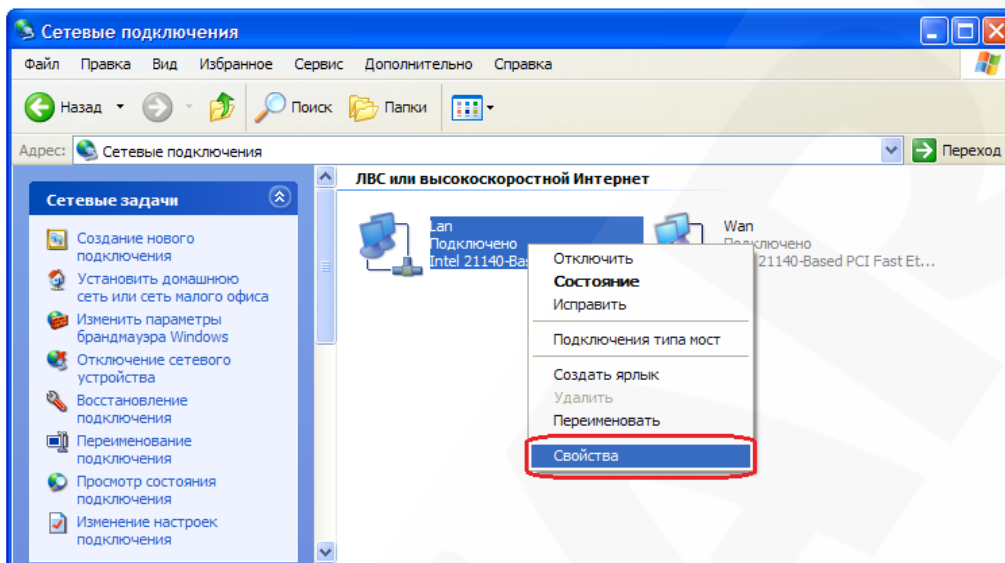 Сетевые подключения
Файл Правка Вид Избранное Сервис Дополнительно Справка
Назад Поиск Папки
Адрес: Сетевые подключения Переход
Сетевые задачи
Создание нового
подключения
Установить домашнюю
сеть или сеть малого офиса
Изменить параметры
брандмауэра Windows
Отключение сетевого
устройства
Восстановление
подключения
Переименование
подключения
Просмотр состояния
подключения
Изменение настроек
подключения
ЛВС или высокоскоростной Интернет
Lan
Подключено
Intel 21140-Ba
Wan
Подключено
21140-Based PCI Fast Et...
Отключить
Состояние
Исправить
Подключения типа мост
Создать ярлык
Удалить
Переименовать
Свойства